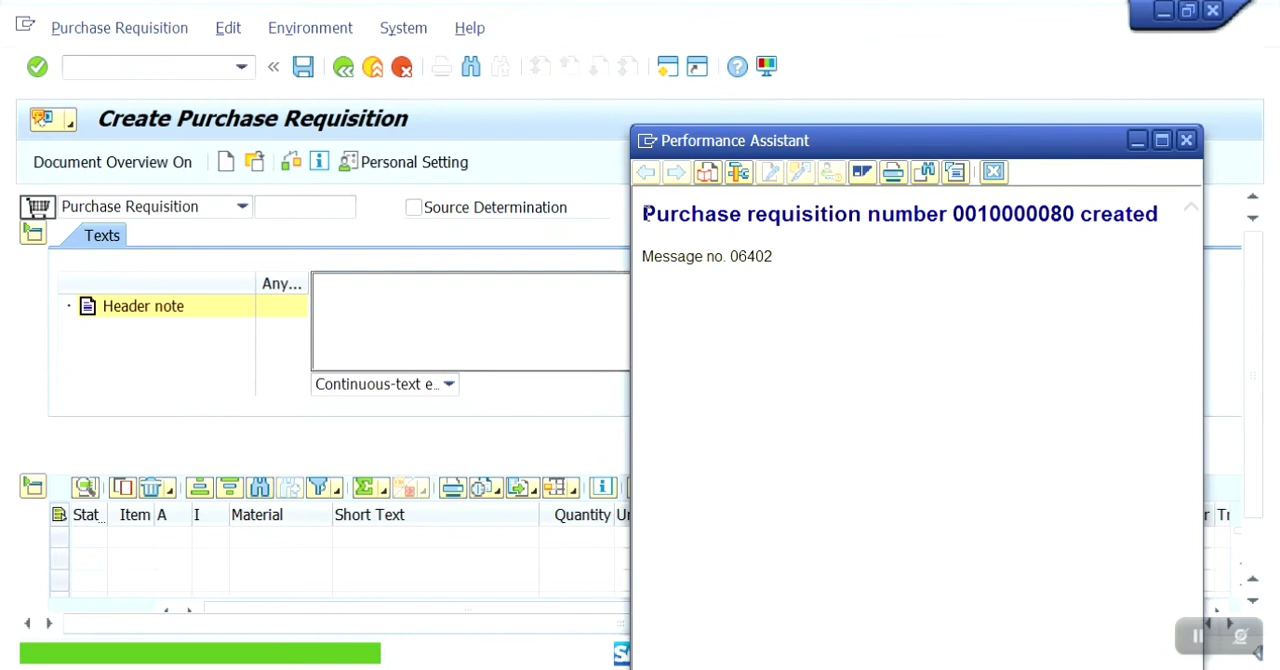 Purchase Requisition Edit Environment System Help
Create Purchase Requisition
Document Overview On Personal Setting
Purchase Requisition Source Determination
Texts
Any...
Header note
Continuous-text e..
Stat.. Item A I Material Short Text Quantity Un r Tr
Performance Assistant
Purchase requisition number 0010000080 created
Message no. 06402